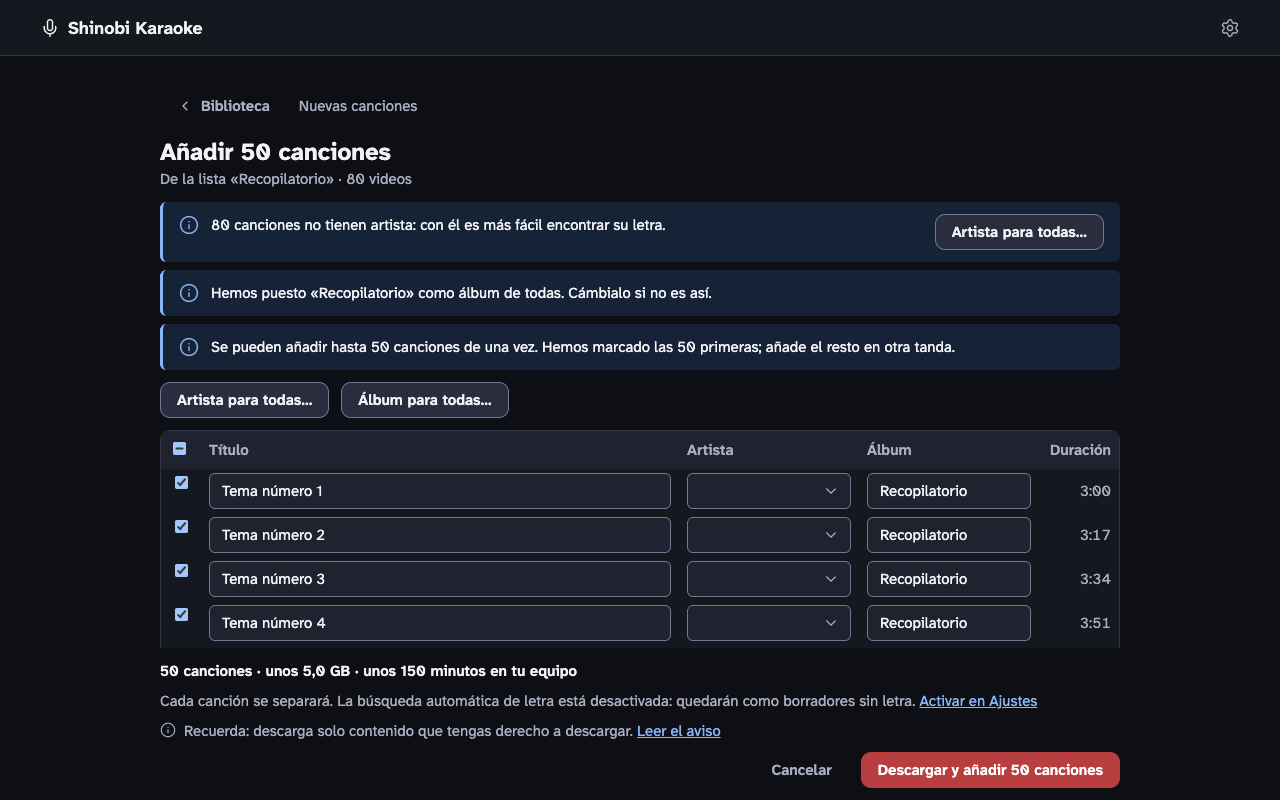 Shinobi Karaoke
Biblioteca Nuevas canciones
Añadir 50 canciones
De la lista «Recopilatorio» · 80 videos
80 canciones no tienen artista: con él es más fácil encontrar su letra. Artista para todas...
Hemos puesto «Recopilatorio» como álbum de todas. Cámbialo si no es así.
Se pueden añadir hasta 50 canciones de una vez. Hemos marcado las 50 primeras; añade el resto en otra tanda.
Artista para todas... Álbum para todas...
Título Artista Álbum Duración
Tema número 1 Recopilatorio 3:00
Tema número 2 Recopilatorio 3:17
Tema número 3 Recopilatorio 3:34
Tema número 4 Recopilatorio 3:51
50 canciones · unos 5,0 GB · unos 150 minutos en tu equipo
Cada canción se separará. La búsqueda automática de letra está desactivada: quedarán como borradores sin letra. Activar en Ajustes
Recuerda: descarga solo contenido que tengas derecho a descargar. Leer el aviso
Cancelar Descargar y añadir 50 canciones